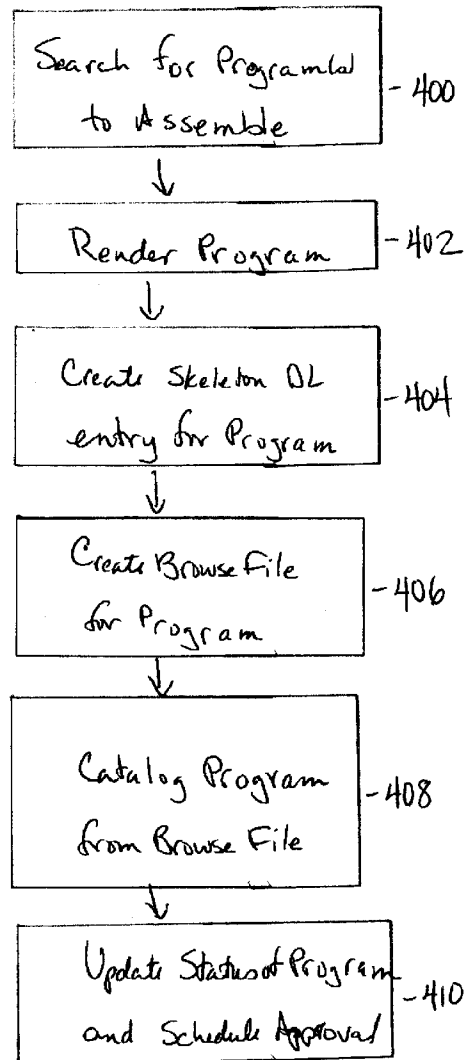 Search for Program(s)
to Assemble
- 400
Render Program
- 402
Create Skeleton DL
entry for Program
- 404
Create Browse File
for Program
- 406
Catalog Program
from Browse File
- 408
Update Status of Program
and Schedule Approval
- 410